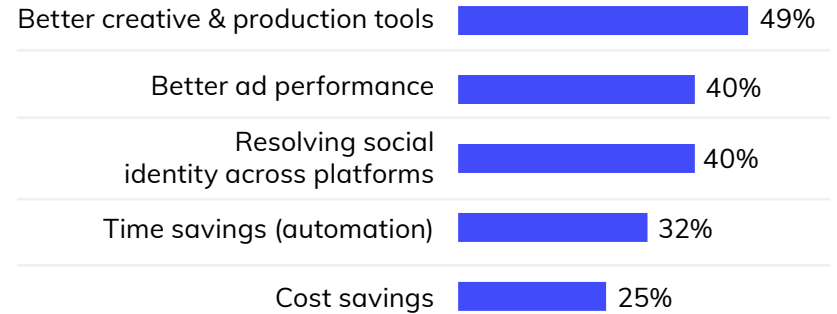 Better creative & production tools 49%
Better ad performance 40%
Resolving social
identity across platforms 40%
Time savings (automation) 32%
Cost savings 25%